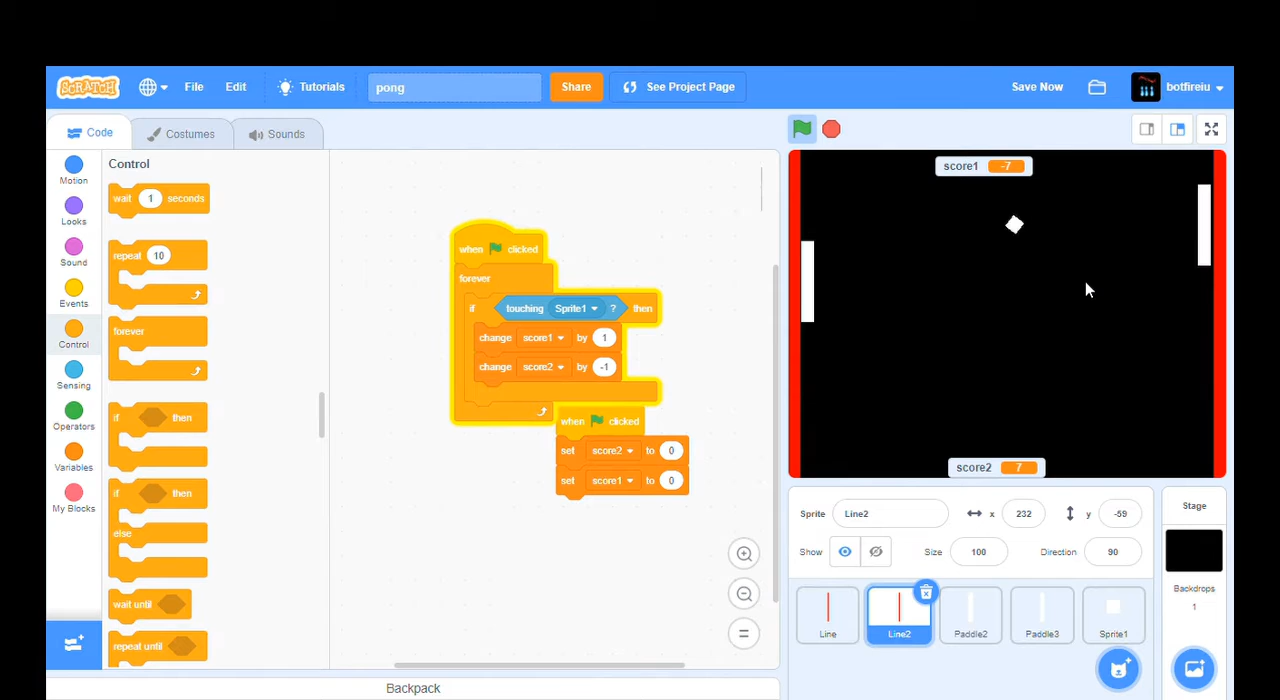 SCRATCH File Edit Tutorials pong Share See Project Page Save Now botfireiu
Code Costumes Sounds
Motion
Looks
Sound
Events
Control
Sensing
Operators
Variables
My Blocks
Control
wait 1 seconds
repeat 10
forever
if then
if then
else
wait until
repeat until
when clicked
forever
if touching Sprite1 ? then
change score1 by 1
change score2 by -1
when clicked
set score2 to 0
set score1 to 0
Backpack
score1 -7
score2 7
Sprite Line2 x 232 y -59
Show Size 100 Direction 90
Line Line2 Paddle2 Paddle3 Sprite1
Stage
Backdrops
1